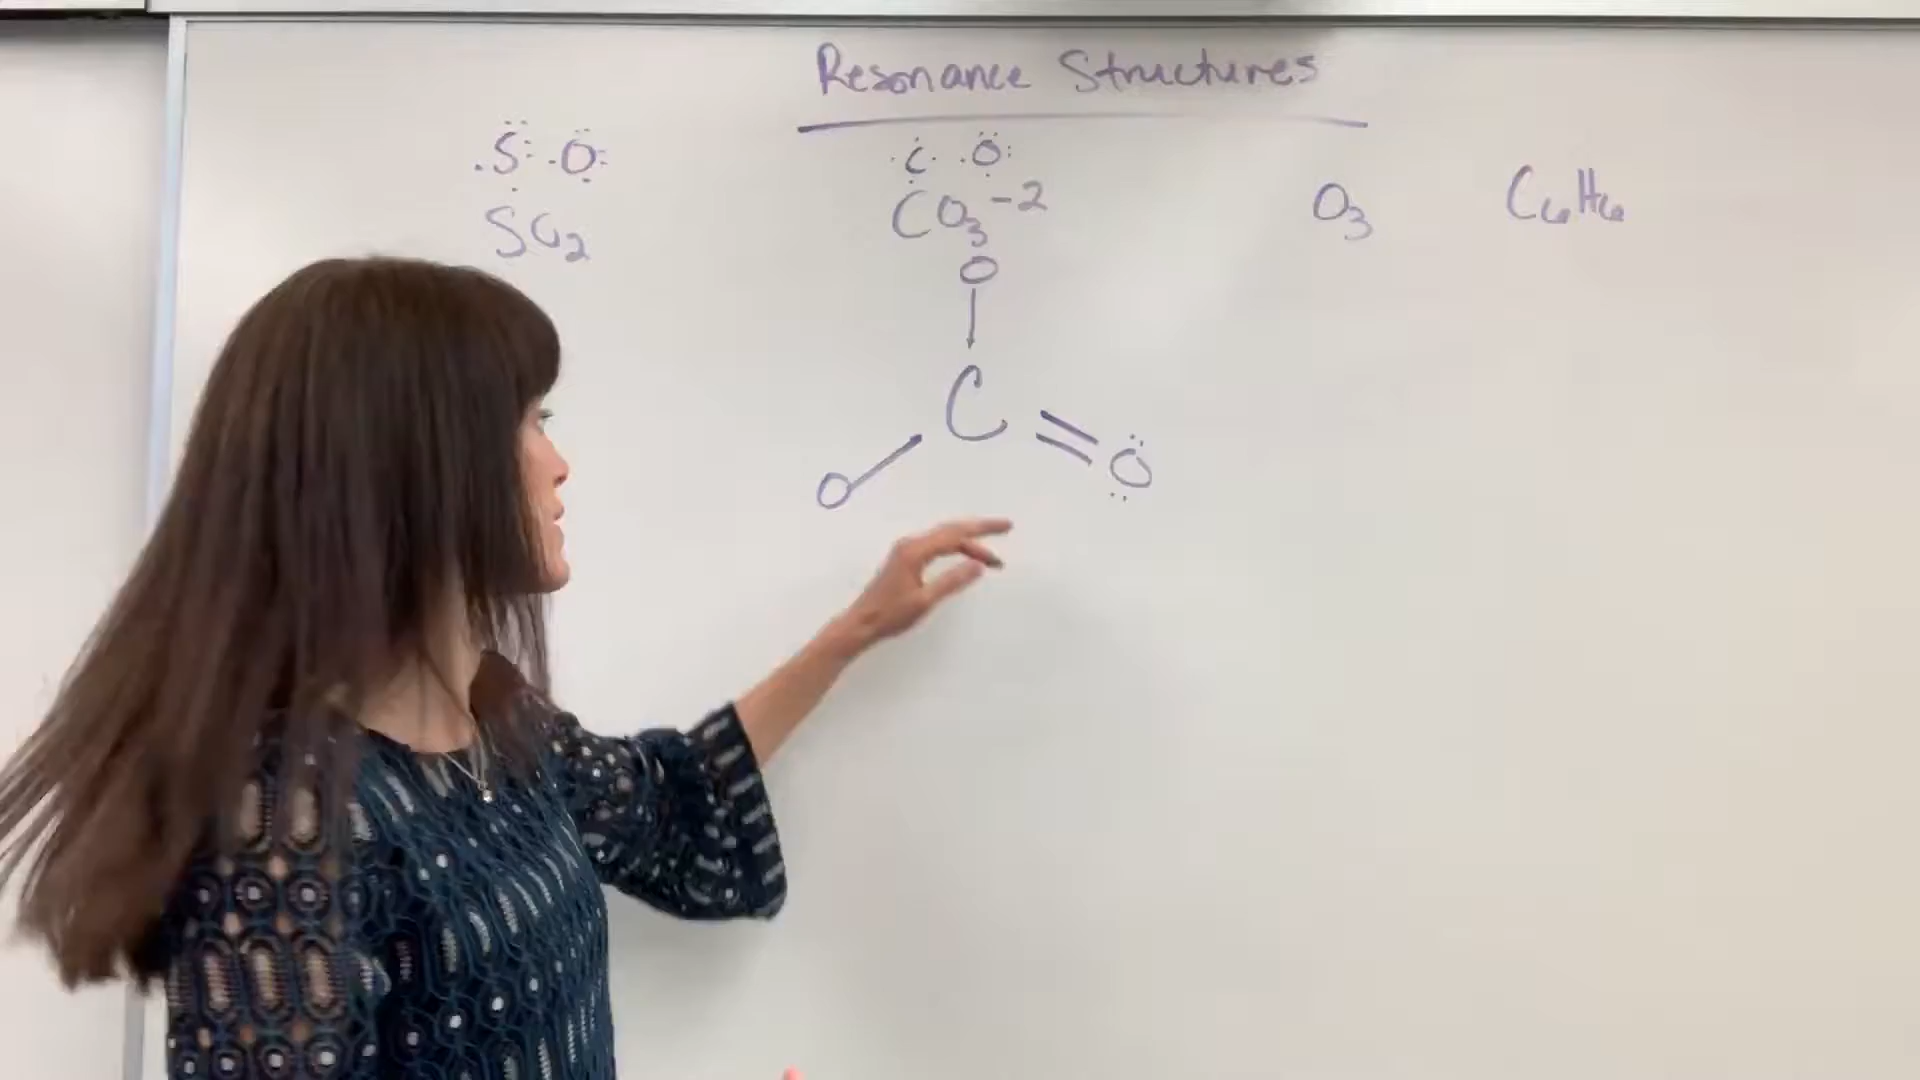 Resonance Structures
S O
C O
SO2
CO3-2
O3
C6H6
O
C
O
O